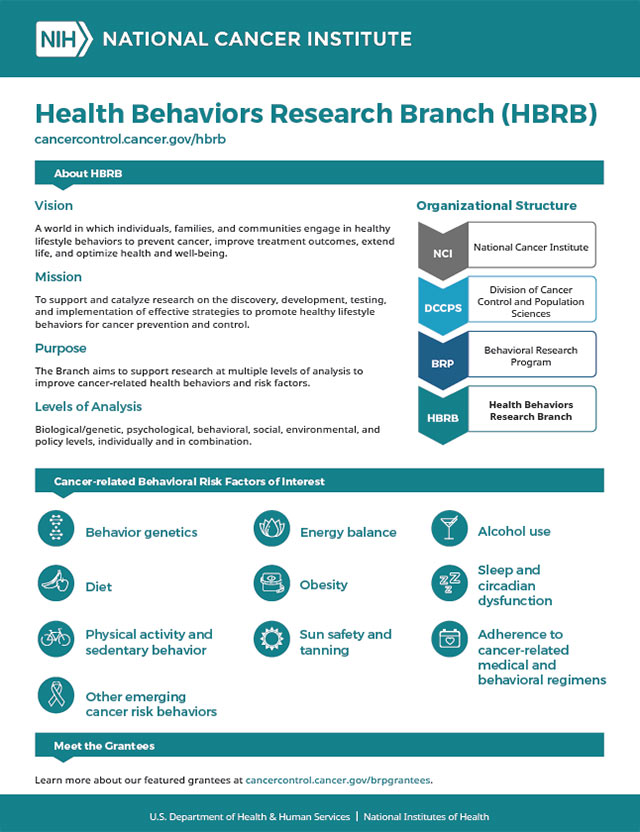 NIH NATIONAL CANCER INSTITUTE
Health Behaviors Research Branch (HBRB)
cancercontrol.cancer.gov/hbrb
About HBRB
Vision
A world in which individuals, families, and communities engage in healthy
lifestyle behaviors to prevent cancer, improve treatment outcomes, extend
life, and optimize health and well-being.
Mission
To support and catalyze research on the discovery, development, testing,
and implementation of effective strategies to promote healthy lifestyle
behaviors for cancer prevention and control.
Purpose
The Branch aims to support research at multiple levels of analysis to
improve cancer-related health behaviors and risk factors.
Levels of Analysis
Biological/genetic, psychological, behavioral, social, environmental, and
policy levels, individually and in combination.
Organizational Structure
NCI
National Cancer Institute
DCCPS
Division of Cancer
Control and Population
Sciences
BRP
Behavioral Research
Program
HBRB
Health Behaviors
Research Branch
Cancer-related Behavioral Risk Factors of Interest
Behavior genetics
Energy balance
Alcohol use
Diet
Obesity
zZz
Sleep and
circadian
dysfunction
Physical activity and
sedentary behavior
Sun safety and
tanning
Adherence to
cancer-related
medical and
behavioral regimens
Other emerging
cancer risk behaviors
Meet the Grantees
Learn more about our featured grantees at cancercontrol.cancer.gov/brpgrantees.
U.S. Department of Health & Human Services | National Institutes of Health